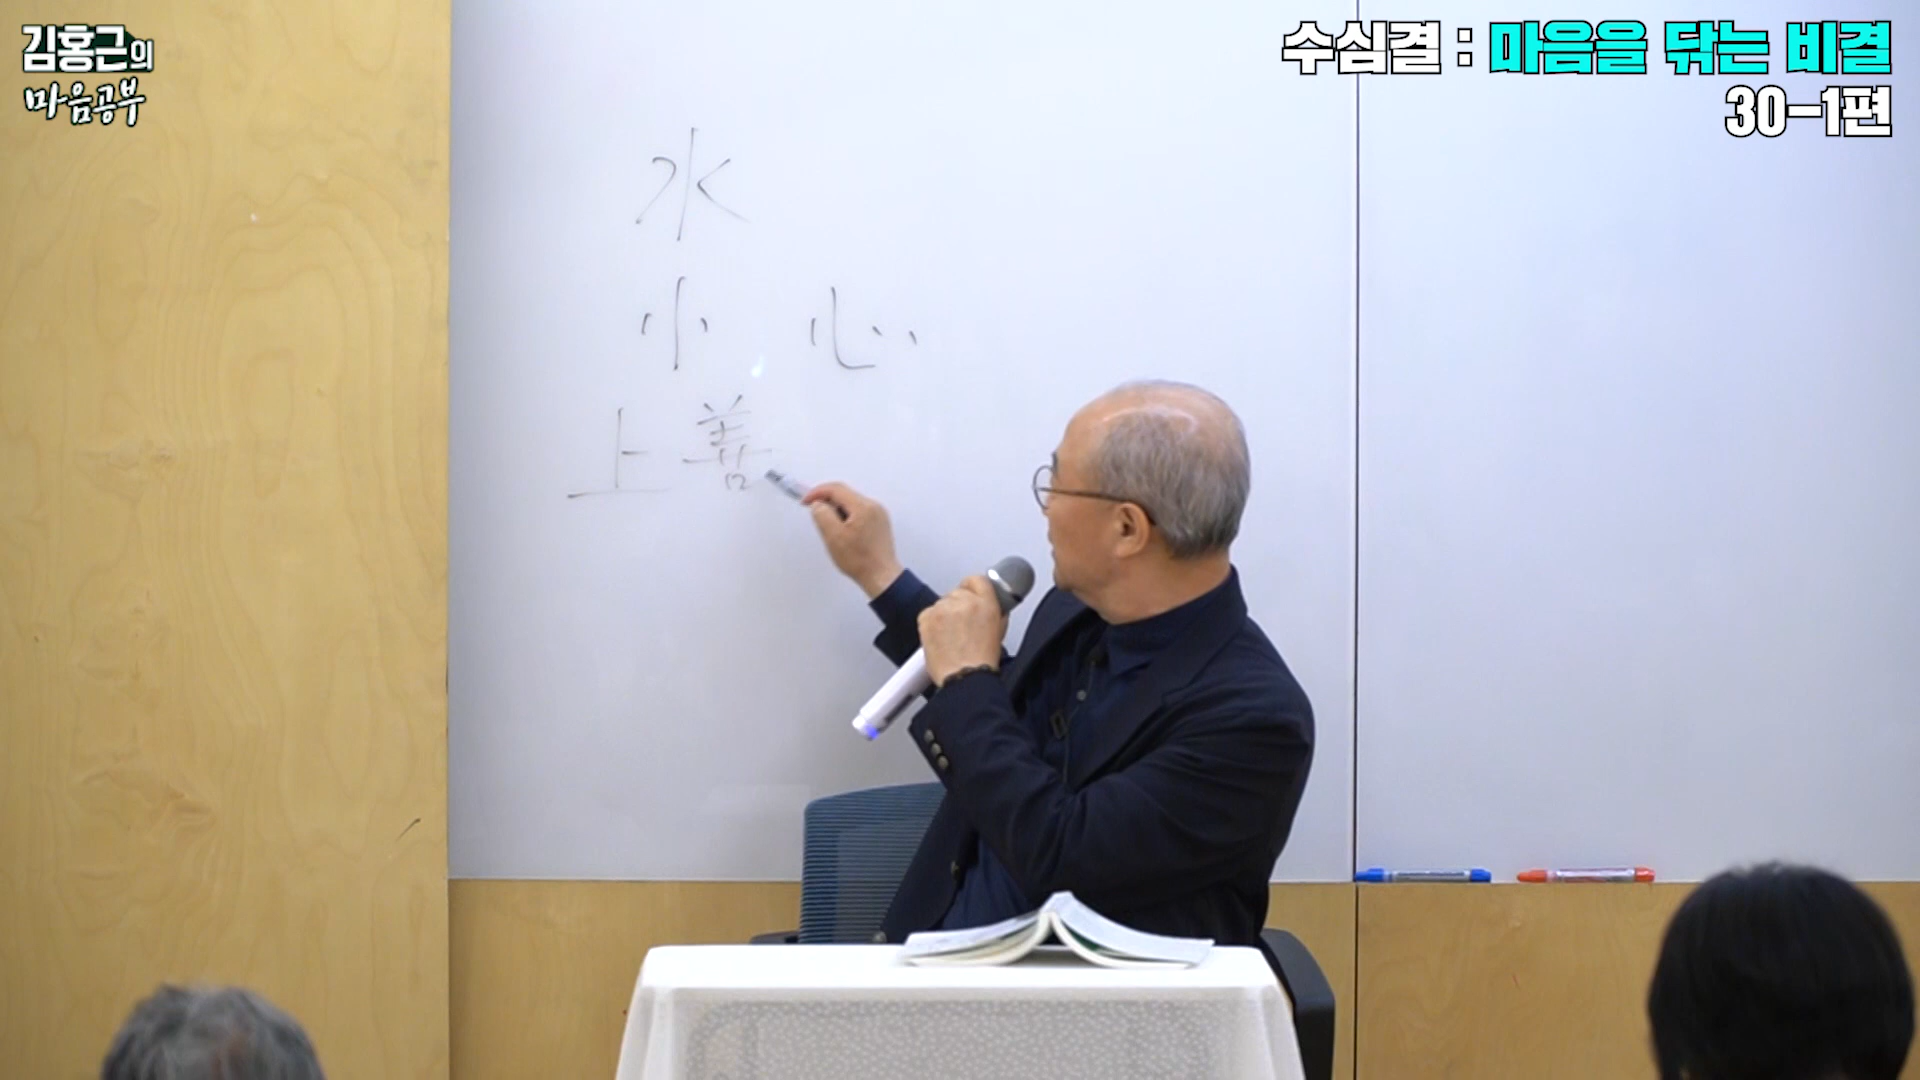 김홍근의
마음공부
수심결 : 마음을 닦는 비결
30-1편
水
小 心
上善